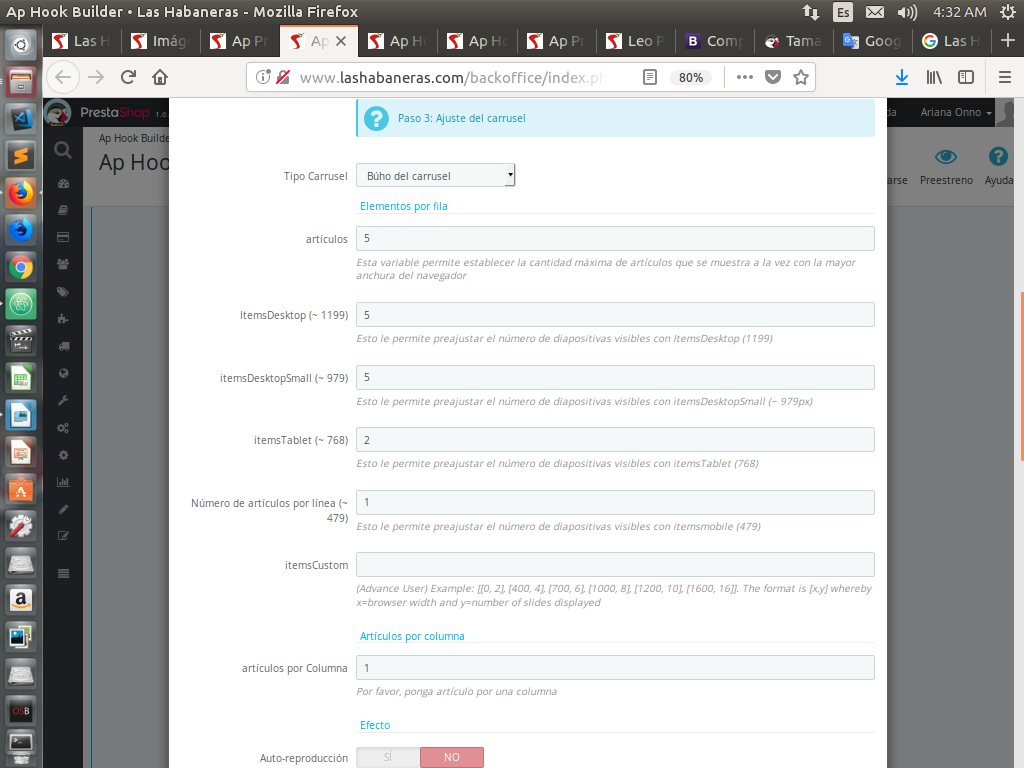 Ap Hook Builder • Las Habaneras - Mozilla Firefox
Es
4:32 AM
Las H
Imág
Ap Pr
Ap
Ap Ho
Ap Ho
Ap Pr
Leo P
Comp
Tama
Goog
Las H
www.lashabaneras.com/backoffice/index.ph
80%
PrestaShop 1.6.
da
Ariana Onno
Ap Hook Builde
Ap Hoo
arse
Preestreno
Ayuda
Paso 3: Ajuste del carrusel
Tipo Carrusel
Búho del carrusel
Elementos por fila
artículos
5
Esta variable permite establecer la cantidad máxima de artículos que se muestra a la vez con la mayor
anchura del navegador
ItemsDesktop (~ 1199)
5
Esto le permite preajustar el número de diapositivas visibles con ItemsDesktop (1199)
itemsDesktopSmall (~ 979)
5
Esto le permite preajustar el número de diapositivas visibles con itemsDesktopSmall (~ 979px)
itemsTablet (~ 768)
2
Esto le permite preajustar el número de diapositivas visibles con itemsTablet (768)
Número de artículos por línea (~
479)
1
Esto le permite preajustar el número de diapositivas visibles con itemsmobile (479)
itemsCustom
(Advance User) Example: [[0, 2], [400, 4], [700, 6], [1000, 8], [1200, 10], [1600, 16]]. The format is [x,y] whereby
x=browser width and y=number of slides displayed
Artículos por columna
artículos por Columna
1
Por favor, ponga artículo por una columna
Efecto
Auto-reproducción
SÍ
NO
OSB